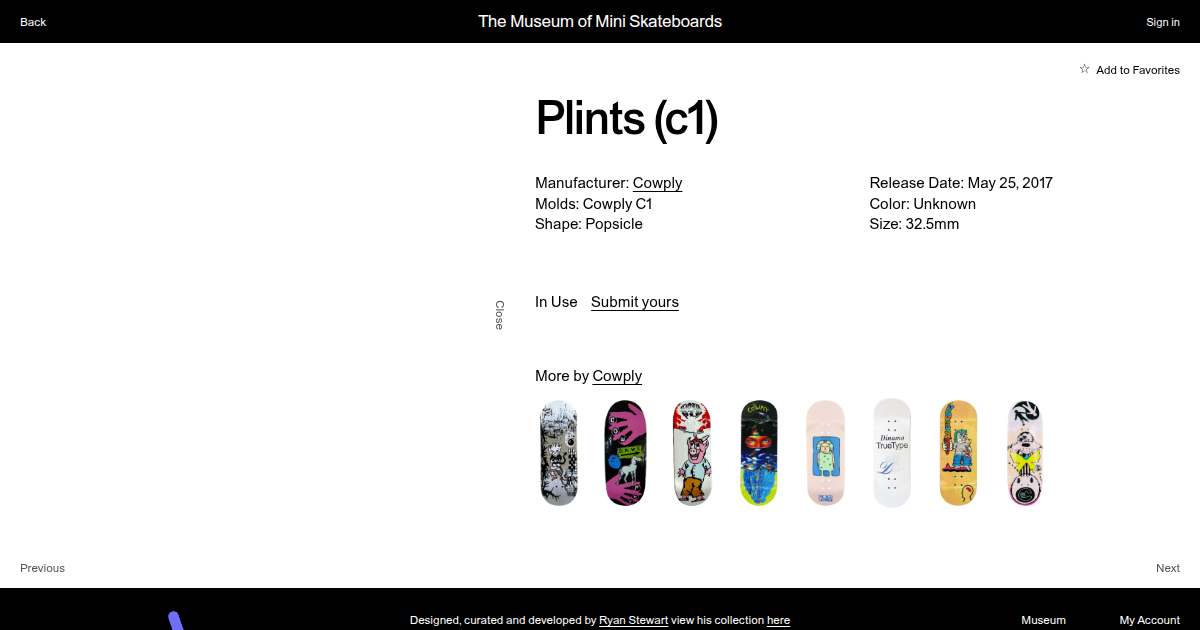 Back
The Museum of Mini Skateboards
Sign in
☆ Add to Favorites
Plints (c1)
Manufacturer: Cowply
Molds: Cowply C1
Shape: Popsicle
Release Date: May 25, 2017
Color: Unknown
Size: 32.5mm
Close
In Use Submit yours
More by Cowply
Dinamo
TrueType
Previous
Next
Designed, curated and developed by Ryan Stewart view his collection here
Museum
My Account